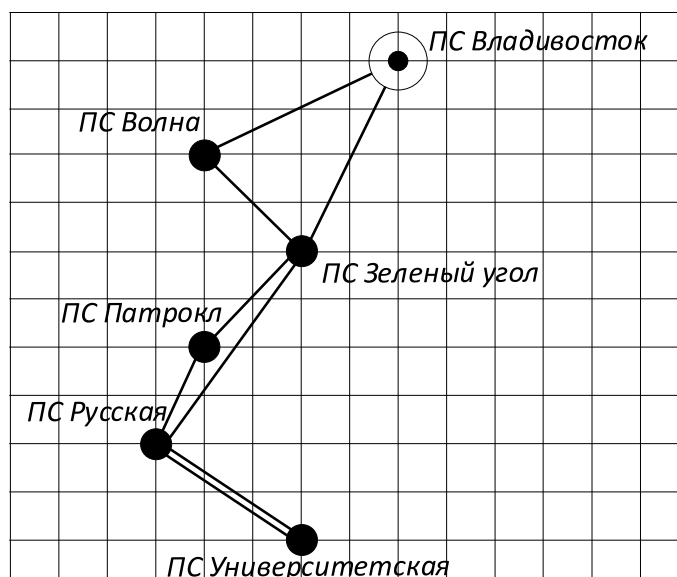 ПС Владивосток
ПС Волна
ПС Зеленый угол
ПС Патрокл
ПС Русская
ПС Университетская